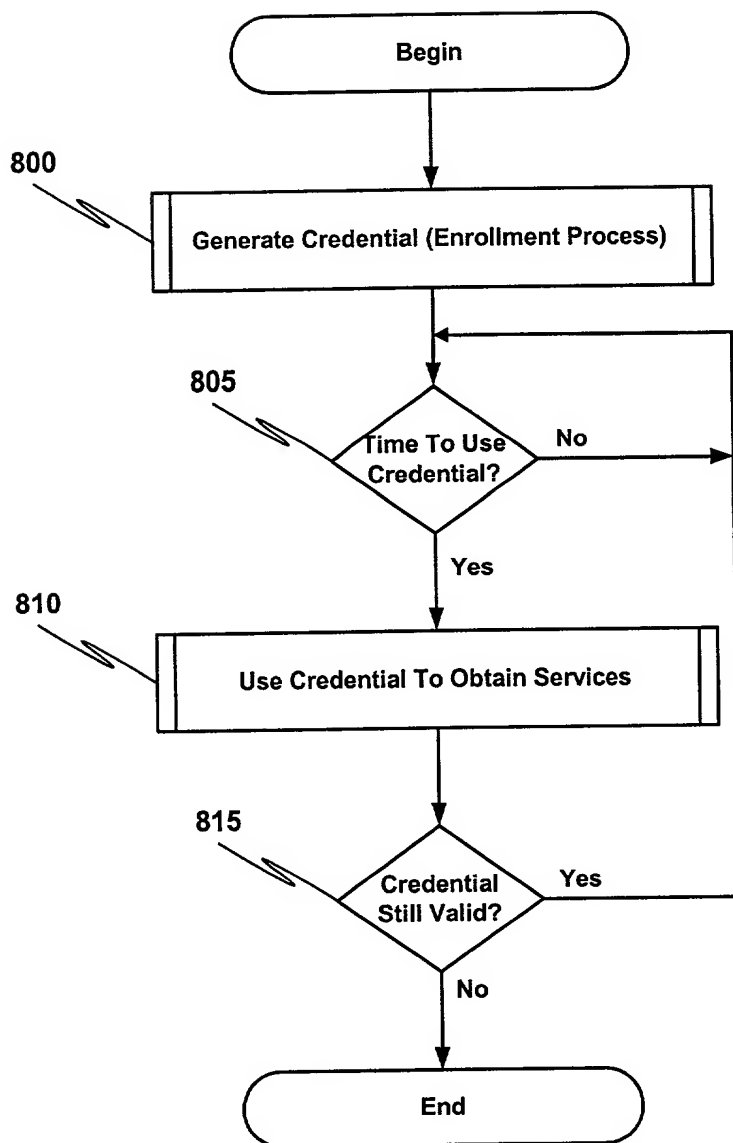 Begin
800
Generate Credential (Enrollment Process)
805
Time To Use
Credential?
No
Yes
810
Use Credential To Obtain Services
815
Credential
Still Valid?
Yes
No
End